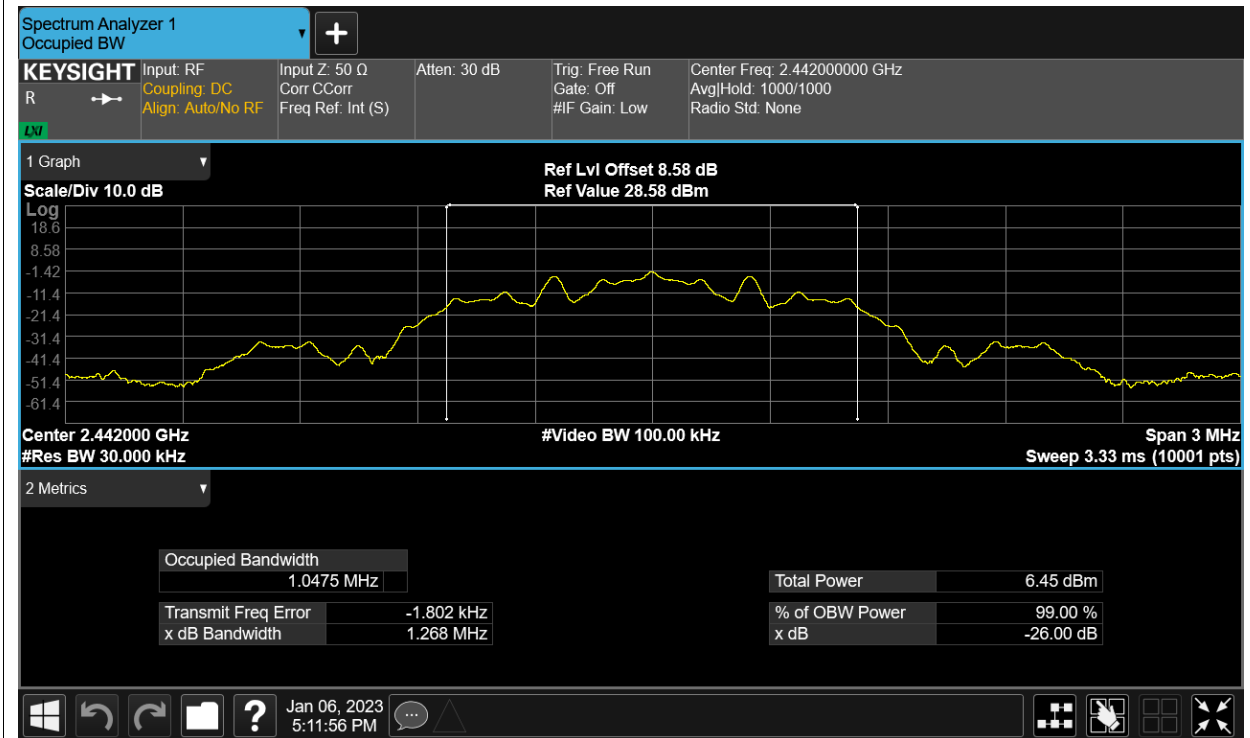 Spectrum Analyzer 1
Occupied BW
KEYSIGHT
R
LXI
Input: RF
Coupling: DC
Align: Auto/No RF
Input Z: 50 Ω
Corr CCorr
Freq Ref: Int (S)
Atten: 30 dB
Trig: Free Run
Gate: Off
#IF Gain: Low
Center Freq: 2.442000000 GHz
Avg|Hold: 1000/1000
Radio Std: None
1 Graph
Scale/Div 10.0 dB
Ref Lvl Offset 8.58 dB
Ref Value 28.58 dBm
Log
18.6
8.58
-1.42
-11.4
-21.4
-31.4
-41.4
-51.4
-61.4
Center 2.442000 GHz
#Res BW 30.000 kHz
#Video BW 100.00 kHz
Span 3 MHz
Sweep 3.33 ms (10001 pts)
2 Metrics
Occupied Bandwidth
1.0475 MHz
Transmit Freq Error -1.802 kHz
x dB Bandwidth 1.268 MHz
Total Power 6.45 dBm
% of OBW Power 99.00 %
x dB -26.00 dB
?
Jan 06, 2023
5:11:56 PM